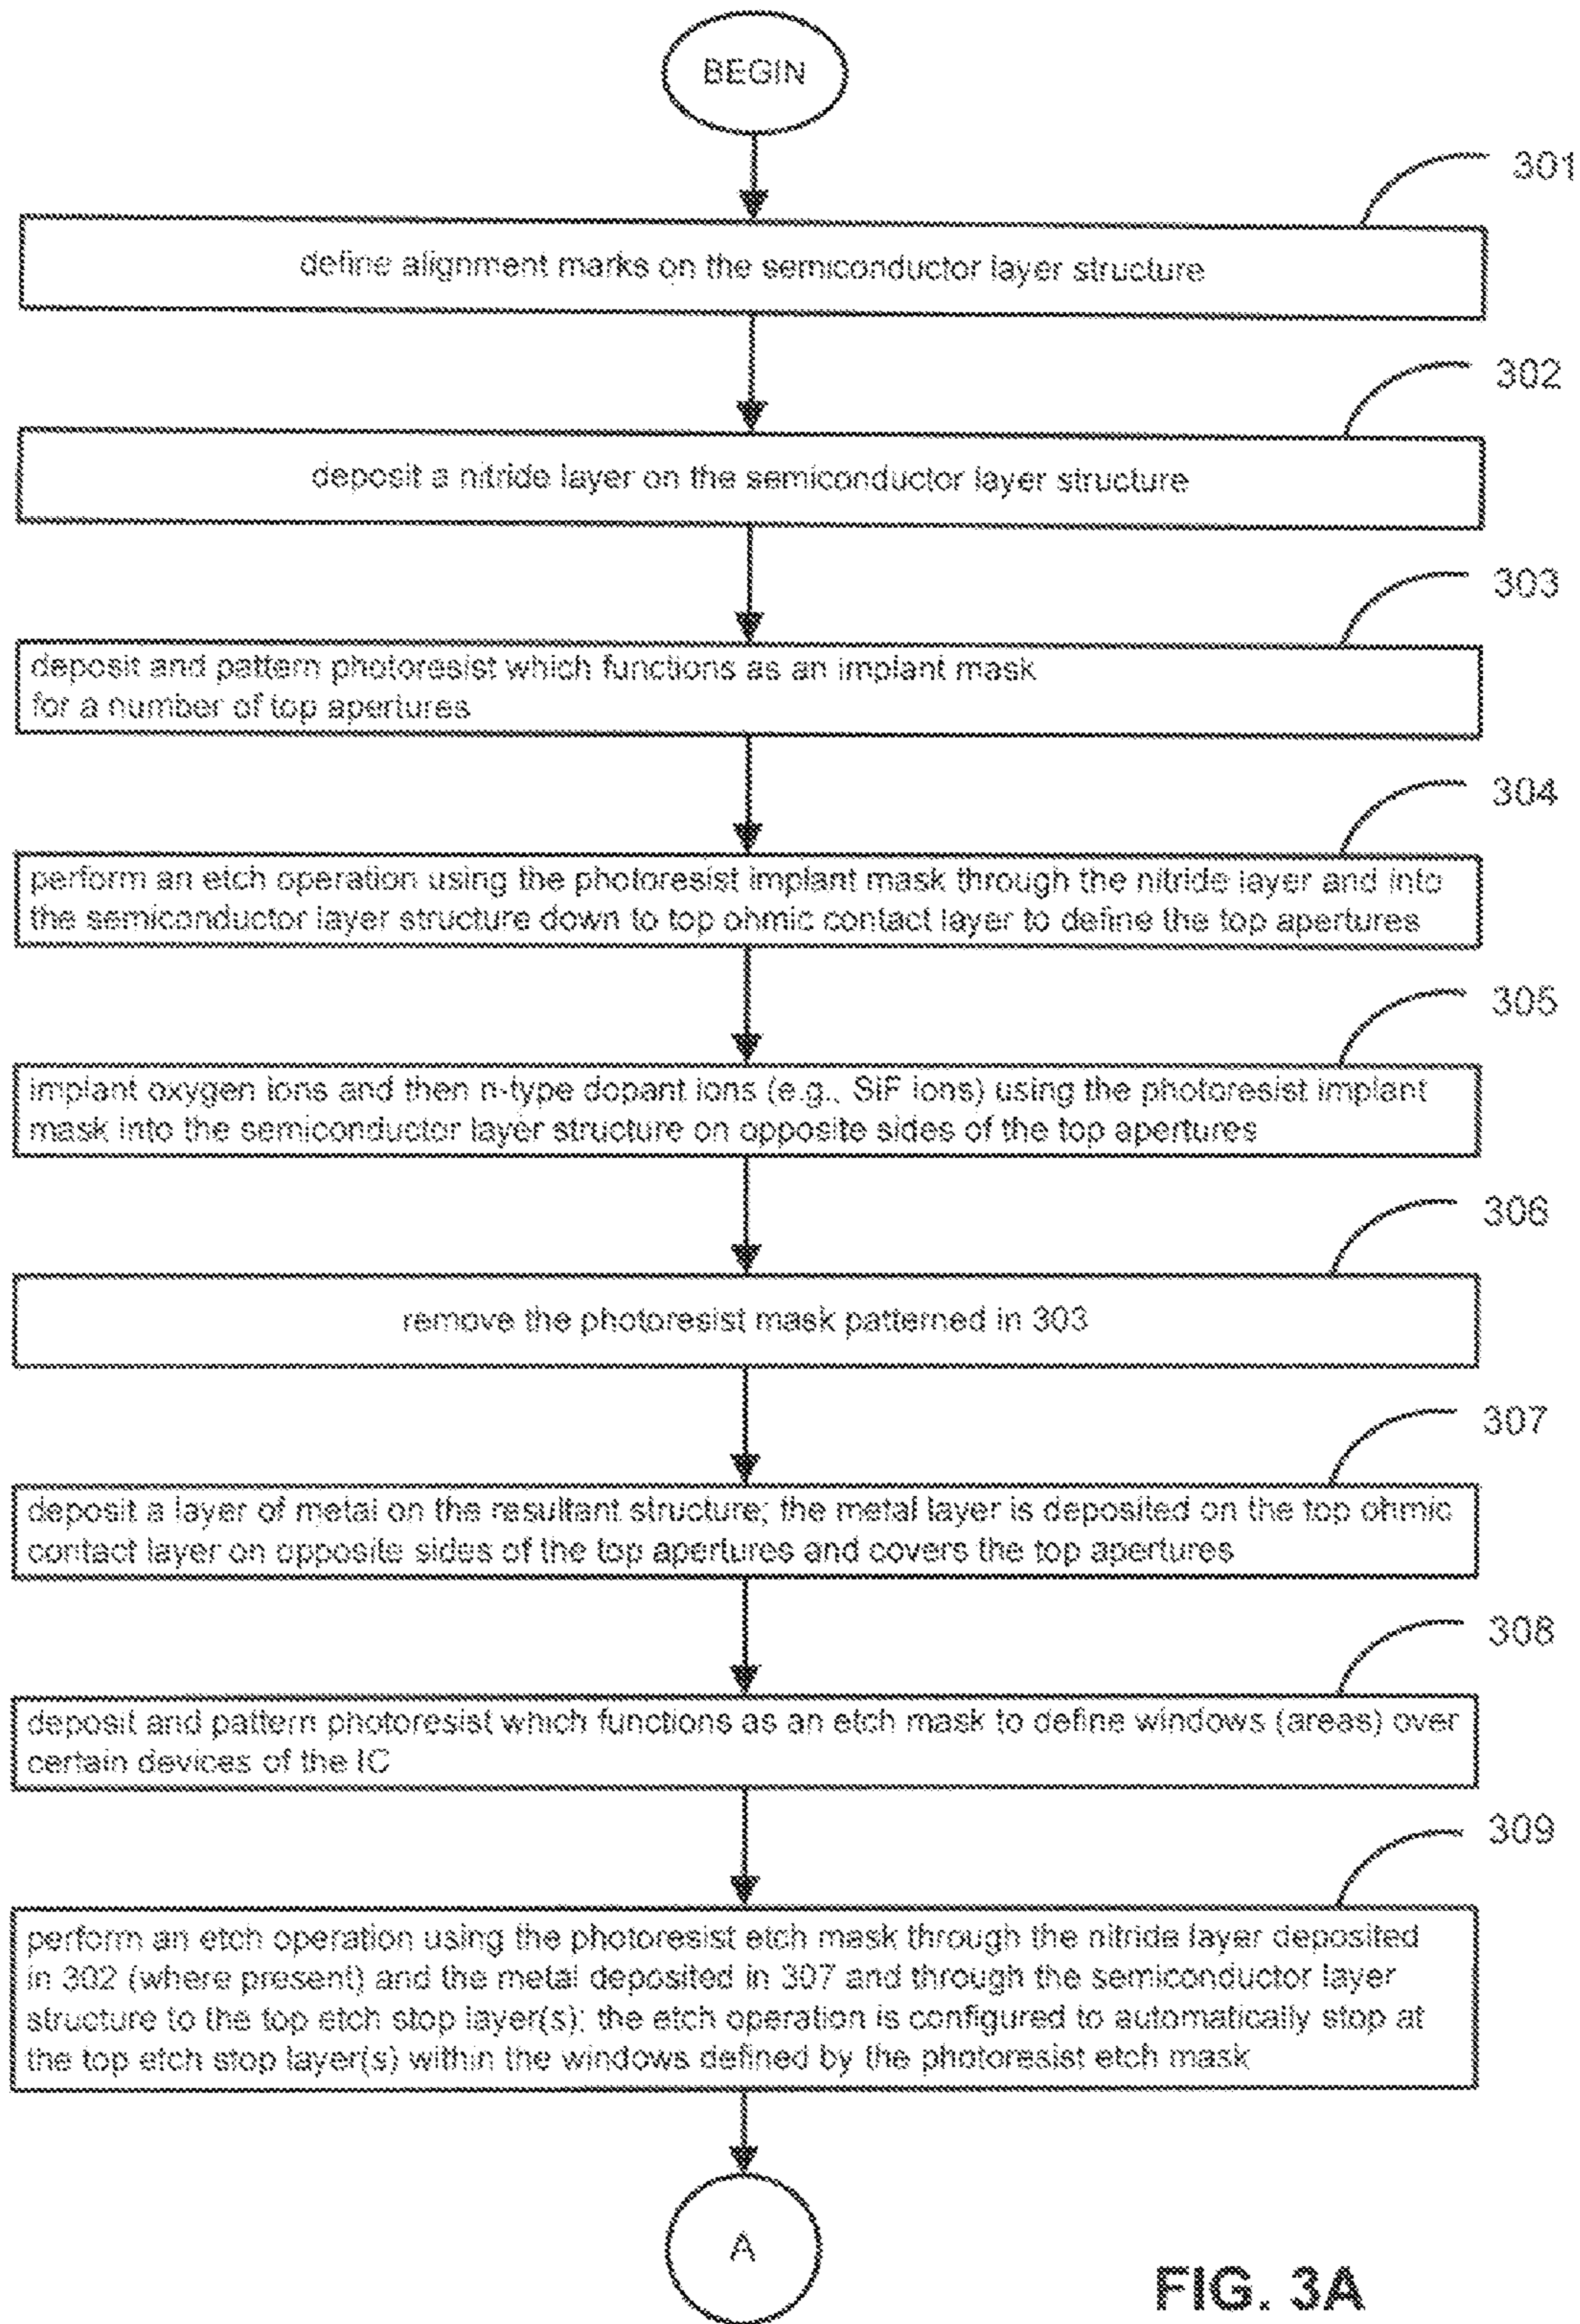 BEGIN
301
define alignment marks on the semiconductor layer structure
302
deposit a nitride layer on the semiconductor layer structure
303
deposit and pattern photoresist which functions as an implant mask
for a number of top apertures
304
perform an etch operation using the photoresist implant mask through the nitride layer and into
the semiconductor layer structure down to top ohmic contact layer to define the top apertures
305
implant oxygen ions and then n-type dopant ions (e.g., SiF ions) using the photoresist implant
mask into the semiconductor layer structure on opposite sides of the top apertures
306
remove the photoresist mask patterned in 303
307
deposit a layer of metal on the resultant structure; the metal layer is deposited on the top ohmic
contact layer on opposite sides of the top apertures and covers the top apertures
308
deposit and pattern photoresist which functions as an etch mask to define windows (areas) over
certain devices of the IC
309
perform an etch operation using the photoresist etch mask through the nitride layer deposited
in 302 (where present) and the metal deposited in 307 and through the semiconductor layer
structure to the top etch stop layer(s); the etch operation is configured to automatically stop at
the top etch stop layer(s) within the windows defined by the photoresist etch mask
A
FIG. 3A